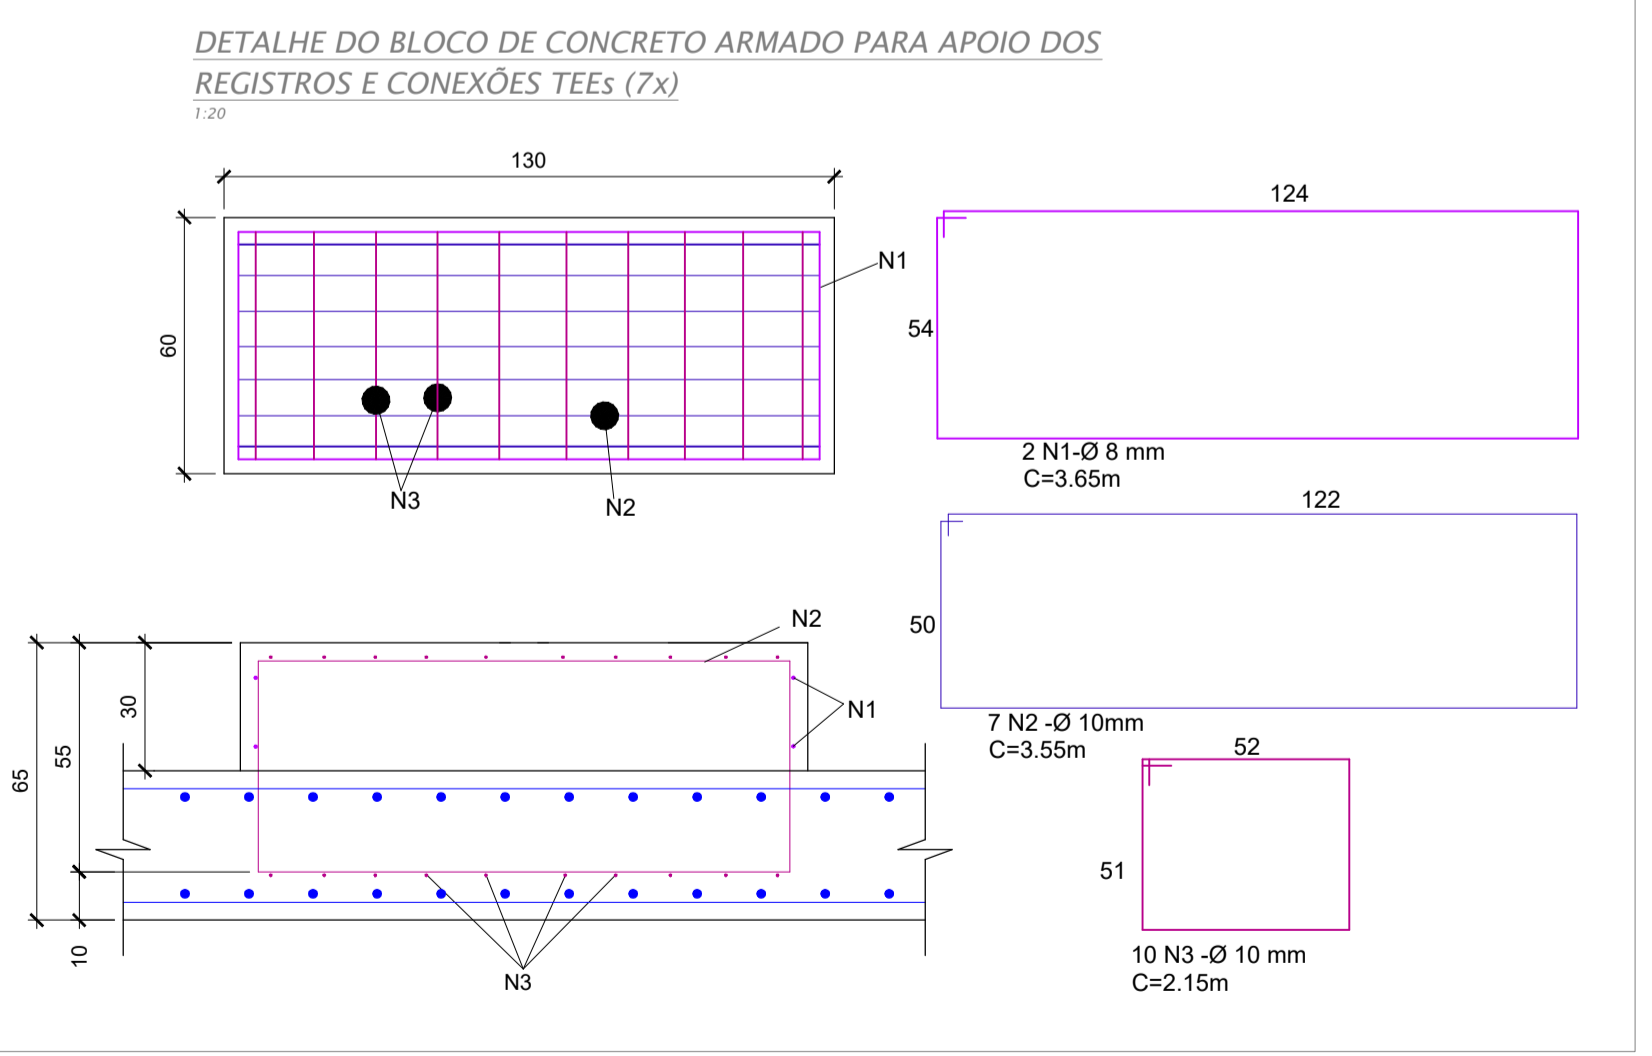 DETALHE DO BLOCO DE CONCRETO ARMADO PARA APOIO DOS
REGISTROS E CONEXÕES TEEs (7x)
1:20
130
60
N1
N3
N2
124
54
2 N1-Ø 8 mm
C=3.65m
122
50
7 N2 -Ø 10mm
C=3.55m
52
51
10 N3 -Ø 10 mm
C=2.15m
N2
N1
30
55
65
10
N3